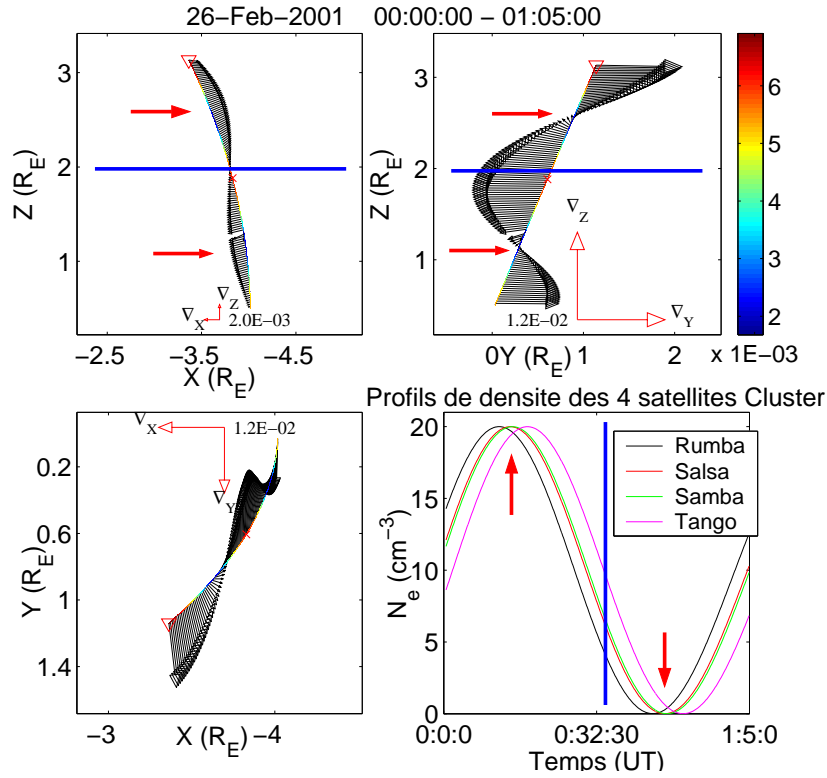 26-Feb-2001 00:00:00 - 01:05:00
3
2
1
Z (R_E)
-2.5
-3.5
-4.5
X (R_E)
∇_X
∇_Z
2.0E-03
3
2
1
Z (R_E)
0
1
2
Y (R_E)
∇_Z
∇_Y
1.2E-02
6
5
4
3
2
x 1E-03
0.2
0.6
1
1.4
Y (R_E)
-3
-4
X (R_E)
∇_X
1.2E-02
∇_Y
Profils de densite des 4 satellites Cluster
20
15
10
5
0
N_e (cm^-3)
Rumba
Salsa
Samba
Tango
0:0:0
0:32:30
1:5:0
Temps (UT)